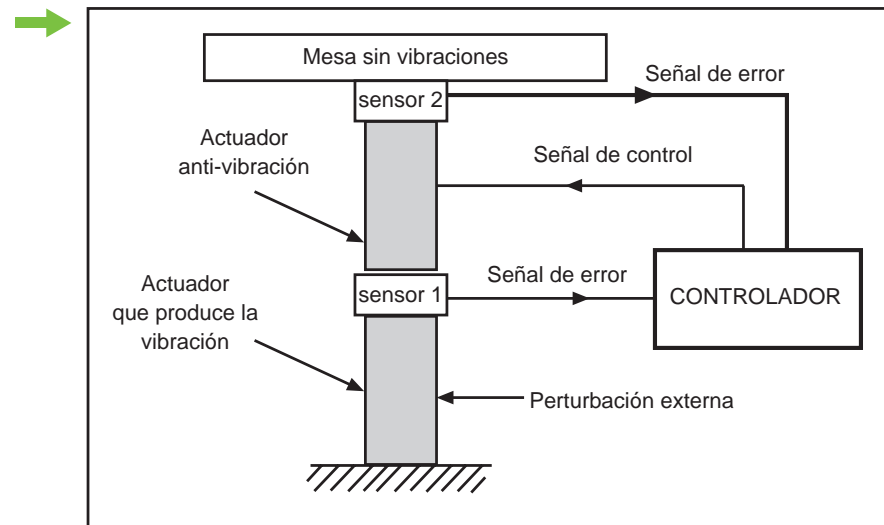 Mesa sin vibraciones
sensor 2
Señal de error
Actuador
anti-vibración
Señal de control
Actuador
que produce la
vibración
sensor 1
Señal de error
CONTROLADOR
Perturbación externa